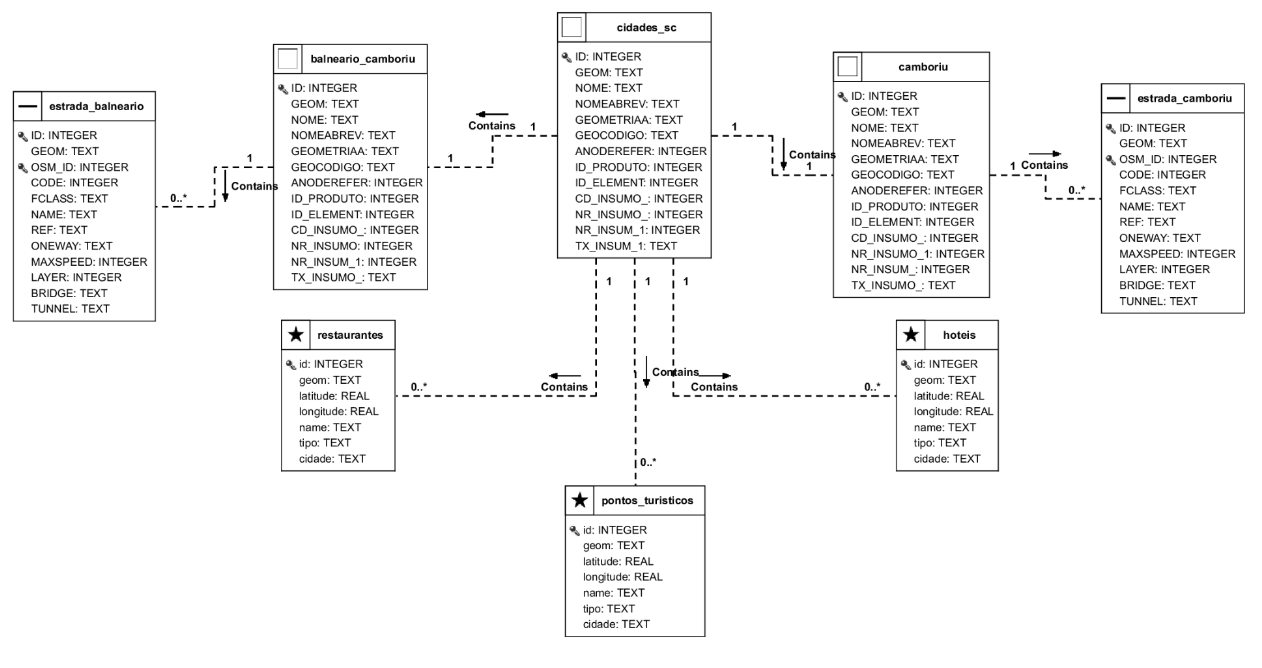 cidades_sc
ID: INTEGER
GEOM: TEXT
NOME: TEXT
NOMEABREV: TEXT
GEOMETRIAA: TEXT
GEOCODIGO: TEXT
ANODEREFER: INTEGER
ID_PRODUTO: INTEGER
ID_ELEMENT: INTEGER
CD_INSUMO_: INTEGER
NR_INSUMO_: INTEGER
NR_INSUM_1: INTEGER
TX_INSUM_1: TEXT
balneario_camboriu
ID: INTEGER
GEOM: TEXT
NOME: TEXT
NOMEABREV: TEXT
GEOMETRIAA: TEXT
GEOCODIGO: TEXT
ANODEREFER: INTEGER
ID_PRODUTO: INTEGER
ID_ELEMENT: INTEGER
CD_INSUMO_: INTEGER
NR_INSUMO: INTEGER
NR_INSUM_1: INTEGER
TX_INSUMO_: TEXT
camboriu
ID: INTEGER
GEOM: TEXT
NOME: TEXT
NOMEABREV: TEXT
GEOMETRIAA: TEXT
GEOCODIGO: TEXT
ANODEREFER: INTEGER
ID_PRODUTO: INTEGER
ID_ELEMENT: INTEGER
CD_INSUMO_: INTEGER
NR_INSUMO_1: INTEGER
NR_INSUM_: INTEGER
TX_INSUMO_: TEXT
estrada_balneario
ID: INTEGER
GEOM: TEXT
OSM_ID: INTEGER
CODE: INTEGER
FCLASS: TEXT
NAME: TEXT
REF: TEXT
ONEWAY: TEXT
MAXSPEED: INTEGER
LAYER: INTEGER
BRIDGE: TEXT
TUNNEL: TEXT
estrada_camboriu
ID: INTEGER
GEOM: TEXT
OSM_ID: INTEGER
CODE: INTEGER
FCLASS: TEXT
NAME: TEXT
REF: TEXT
ONEWAY: TEXT
MAXSPEED: INTEGER
LAYER: INTEGER
BRIDGE: TEXT
TUNNEL: TEXT
1
Contains
0..*
Contains
1
1
1
Contains
1
1
Contains
0..*
1
1
1
restaurantes
id: INTEGER
geom: TEXT
latitude: REAL
longitude: REAL
name: TEXT
tipo: TEXT
cidade: TEXT
0..*
Contains
Contains
Contains
0..*
hoteis
id: INTEGER
geom: TEXT
latitude: REAL
longitude: REAL
name: TEXT
tipo: TEXT
cidade: TEXT
0..*
pontos_turisticos
id: INTEGER
geom: TEXT
latitude: REAL
longitude: REAL
name: TEXT
tipo: TEXT
cidade: TEXT